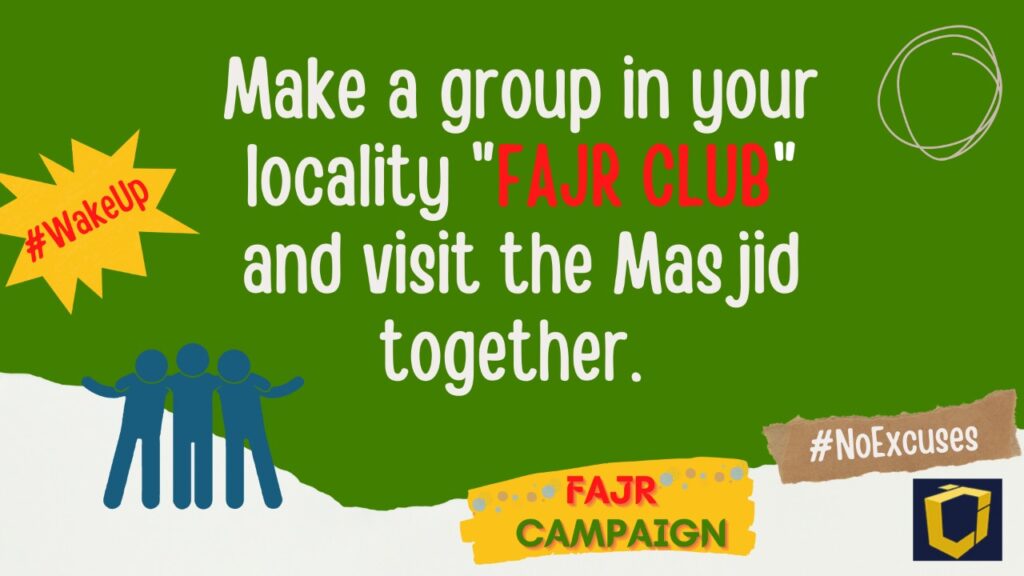 Make a group in your
locality "FAJR CLUB"
and visit the Masjid
together.
#WakeUp
#NoExcuses
FAJR
CAMPAIGN